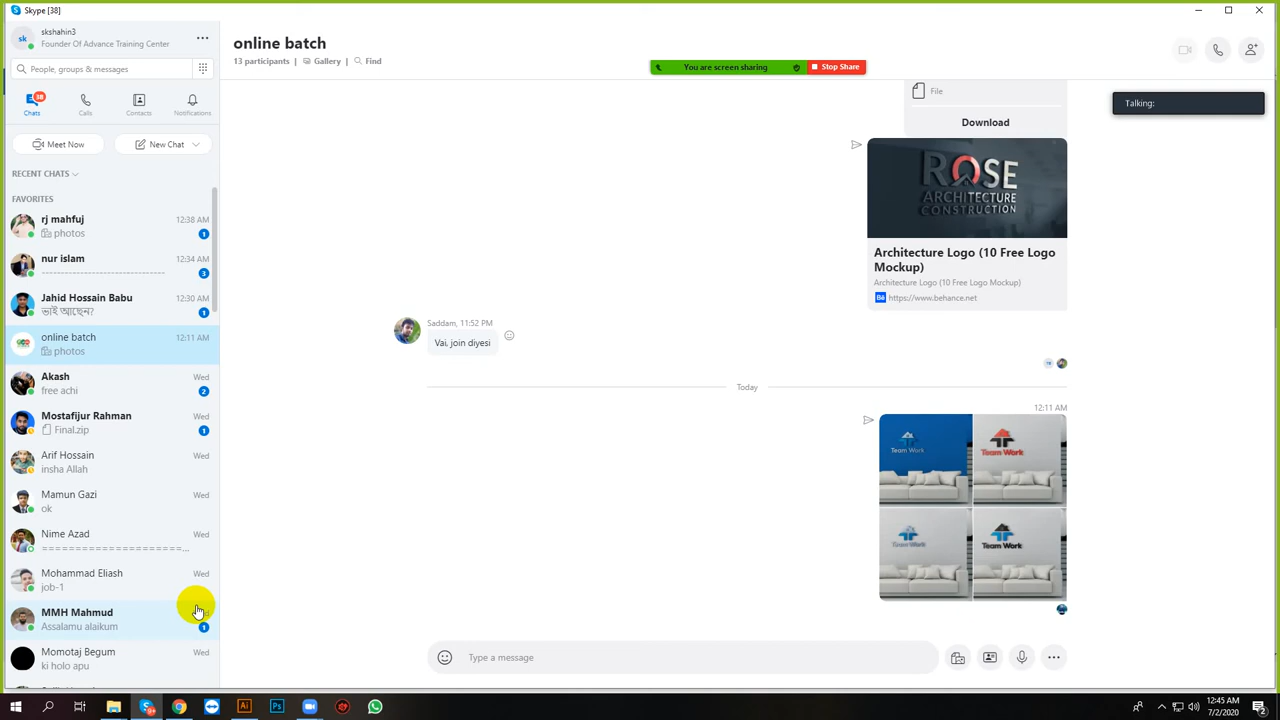 Skype [38]
skshahin3
Founder Of Advance Training Center
People, groups & messages
38
Chats
Calls
Contacts
Notifications
Meet Now
New Chat
RECENT CHATS
FAVORITES
rj mahfuj
12:38 AM
photos
1
nur islam
12:34 AM
------------------------------
3
Jahid Hossain Babu
12:30 AM
ভাই আছেন?
1
online batch
12:11 AM
photos
Akash
Wed
free achi
2
Mostafijur Rahman
Wed
Final.zip
1
Arif Hossain
Wed
insha Allah
Mamun Gazi
Wed
ok
Nime Azad
Wed
======================...
Mohammad Eliash
Wed
job-1
MMH Mahmud
Assalamu alaikum
1
Momotaj Begum
Wed
ki holo apu
online batch
13 participants | Gallery | Find
You are screen sharing
Stop Share
Talking:
File
Download
ROSE
ARCHITECTURE
CONSTRUCTION
Architecture Logo (10 Free Logo
Mockup)
Architecture Logo (10 Free Logo Mockup)
Bē https://www.behance.net
Saddam, 11:52 PM
Vai, join diyesi
Today
12:11 AM
Team Work
Team Work
Team Work
Team Work
Type a message
12:45 AM
7/2/2020
2